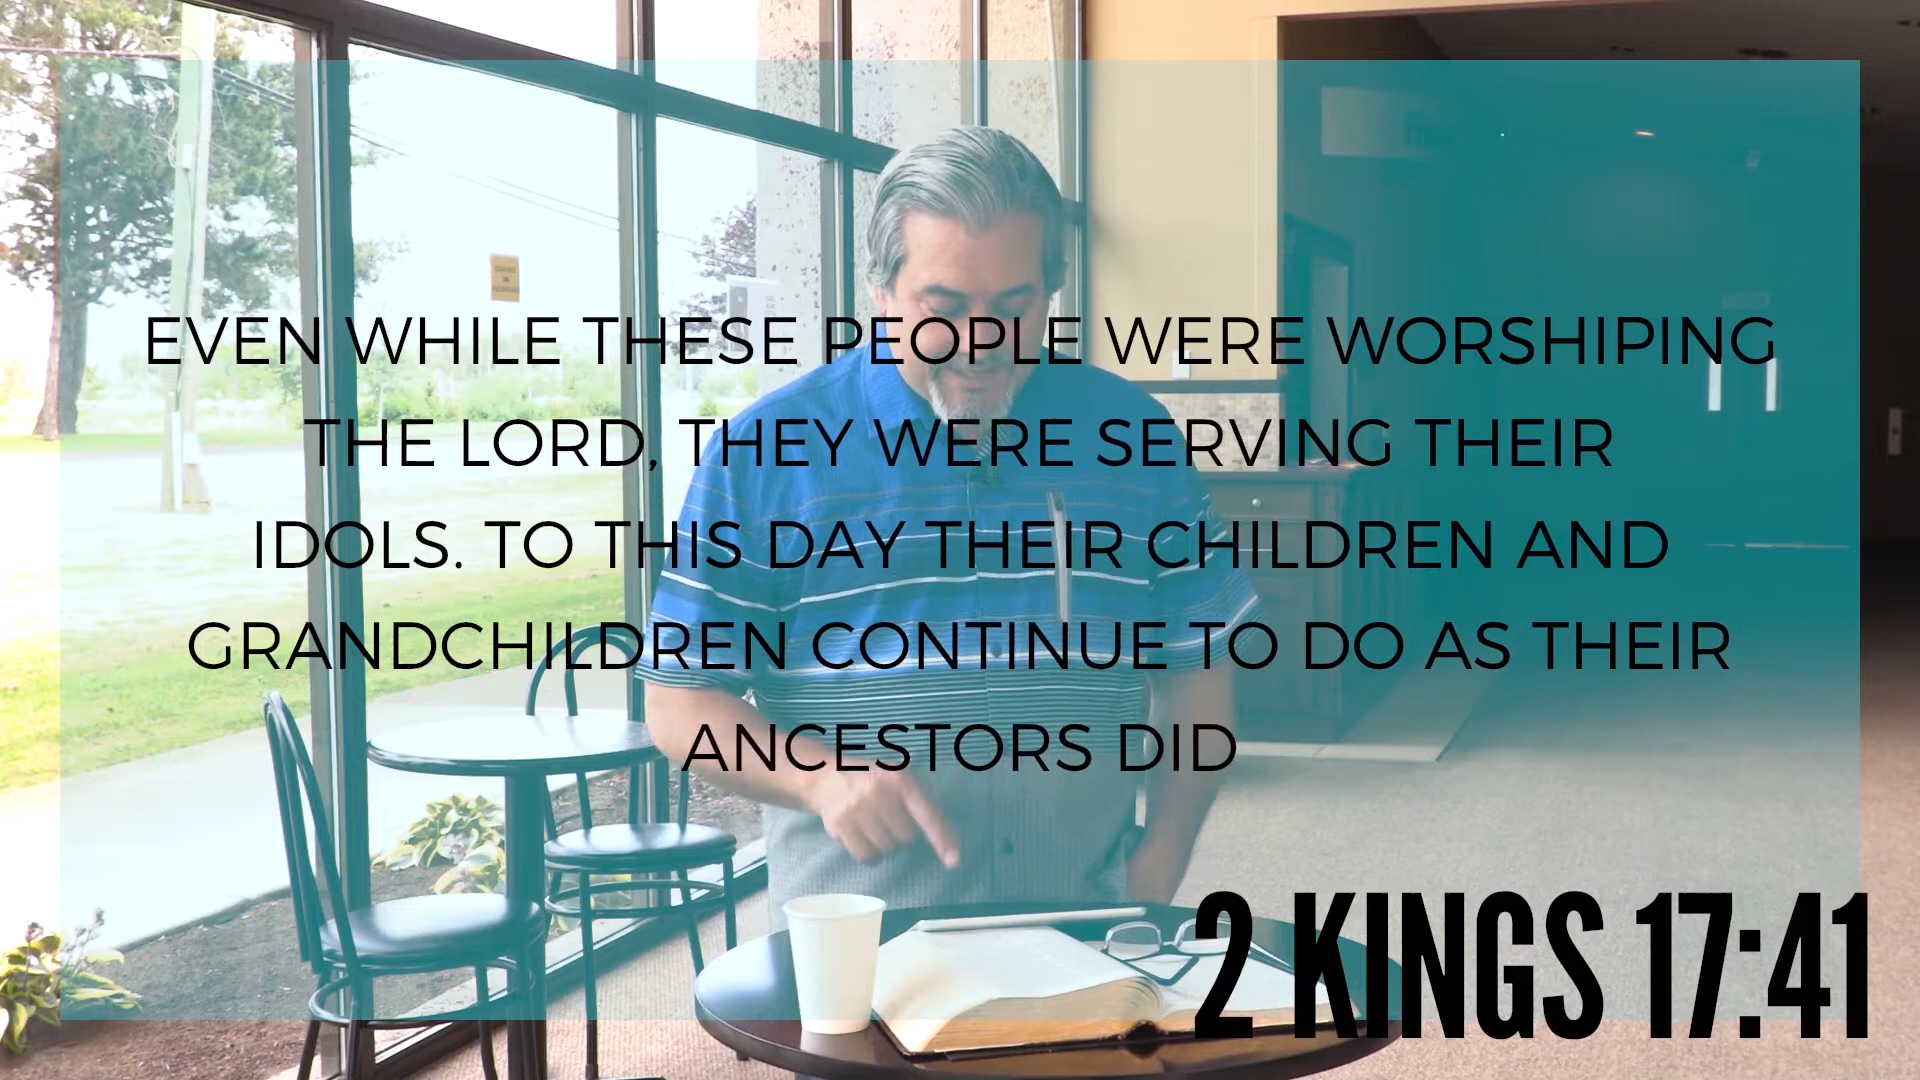 EVEN WHILE THESE PEOPLE WERE WORSHIPING
THE LORD, THEY WERE SERVING THEIR
IDOLS. TO THIS DAY THEIR CHILDREN AND
GRANDCHILDREN CONTINUE TO DO AS THEIR
ANCESTORS DID
2 KINGS 17:41